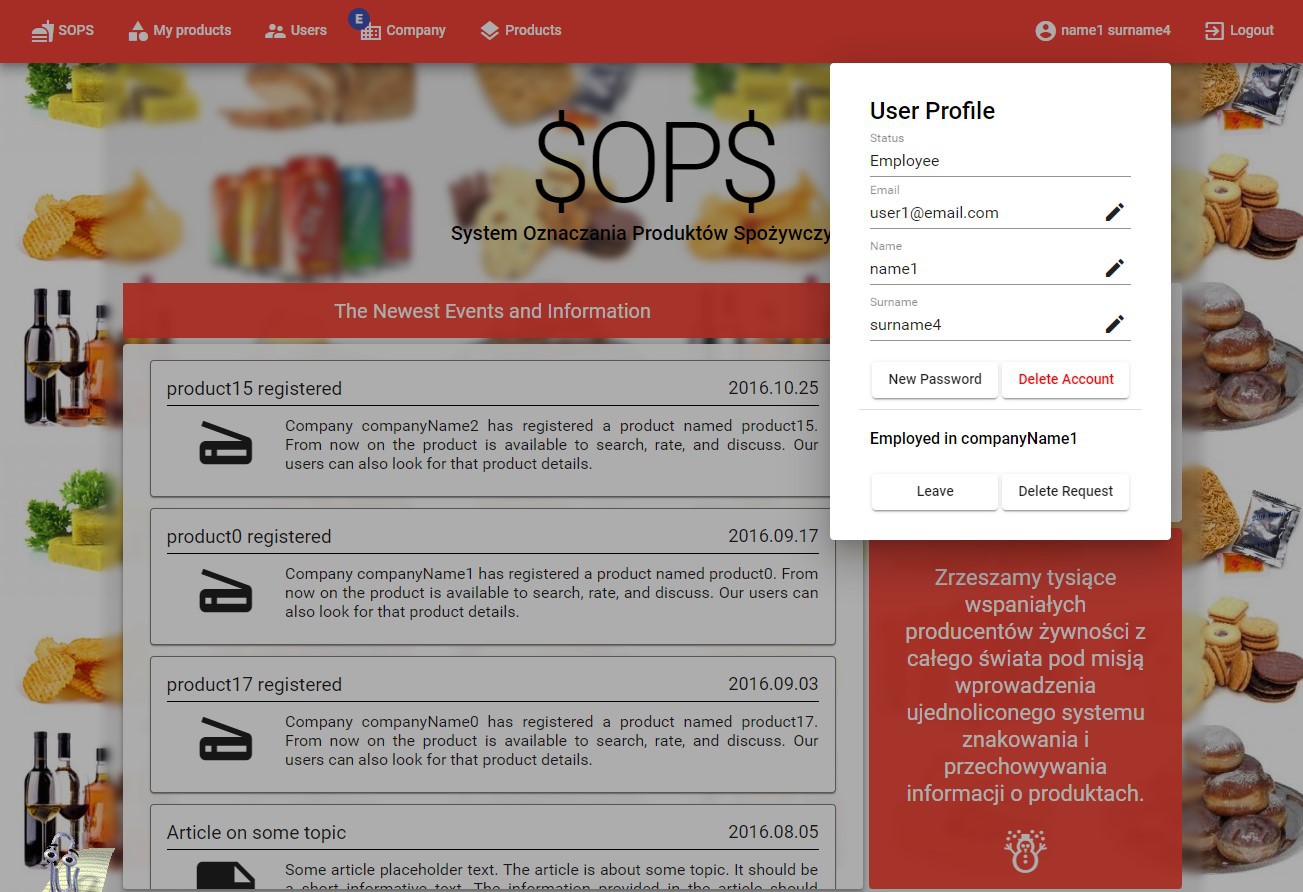 SOPS
My products
Users
E
Company
Products
name1 surname4
Logout
$OP$
System Oznaczania Produktów Spożywczy
The Newest Events and Information
product15 registered
2016.10.25
Company companyName2 has registered a product named product15.
From now on the product is available to search, rate, and discuss. Our
users can also look for that product details.
product0 registered
2016.09.17
Company companyName1 has registered a product named product0. From
now on the product is available to search, rate, and discuss. Our users can
also look for that product details.
product17 registered
2016.09.03
Company companyName0 has registered a product named product17.
From now on the product is available to search, rate, and discuss. Our
users can also look for that product details.
Article on some topic
2016.08.05
Some article placeholder text. The article is about some topic. It should be
a short informative text. The information provided in the article should
User Profile
Status
Employee
Email
user1@email.com
Name
name1
Surname
surname4
New Password
Delete Account
Employed in companyName1
Leave
Delete Request
Zrzeszamy tysiące
wspaniałych
producentów żywności z
całego świata pod misją
wprowadzenia
ujednoliconego systemu
znakowania i
przechowywania
informacji o produktach.